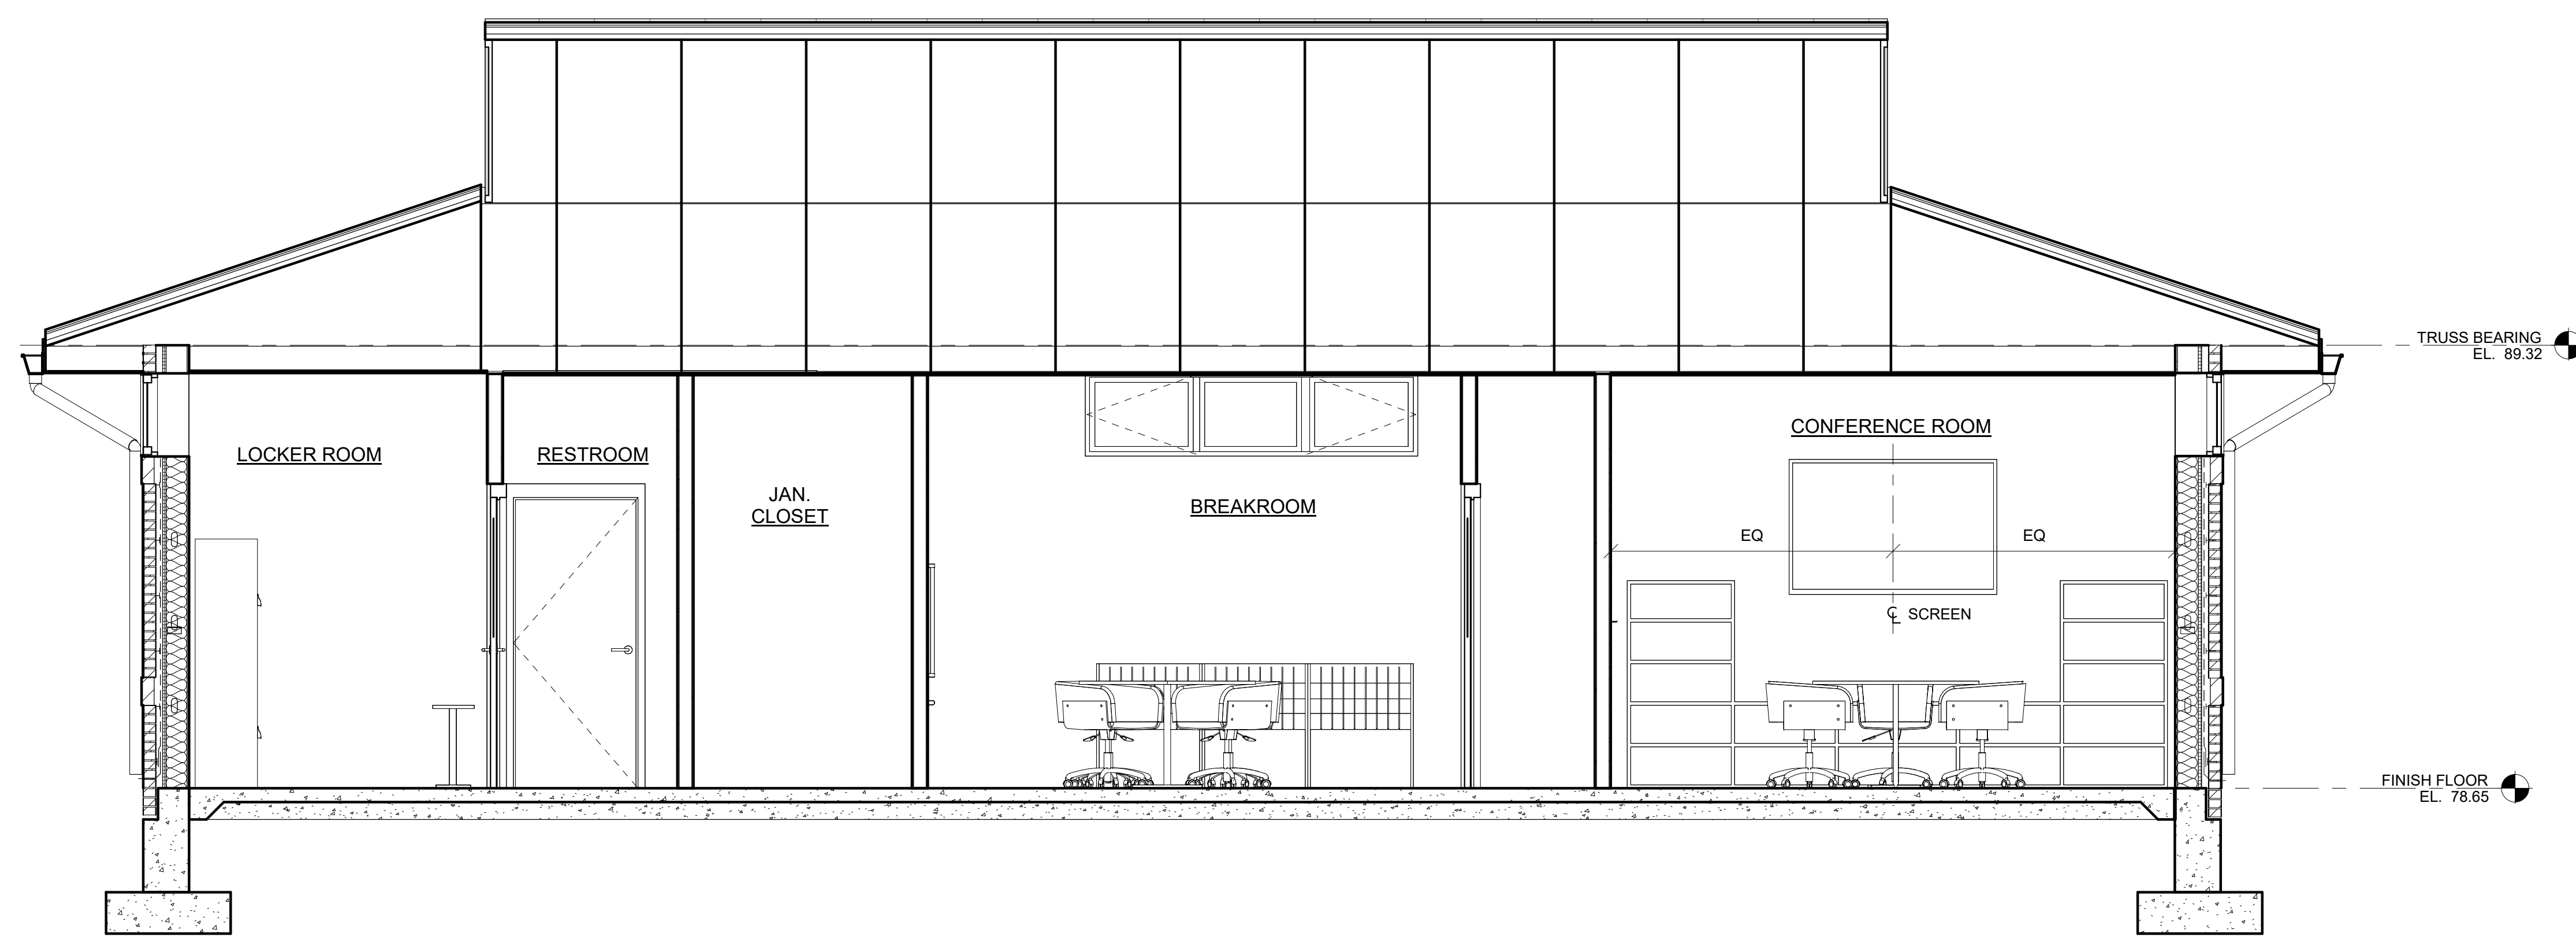 TRUSS BEARING
EL. 89.32
LOCKER ROOM
RESTROOM
JAN.
CLOSET
BREAKROOM
CONFERENCE ROOM
EQ
EQ
℄ SCREEN
FINISH FLOOR
EL. 78.65